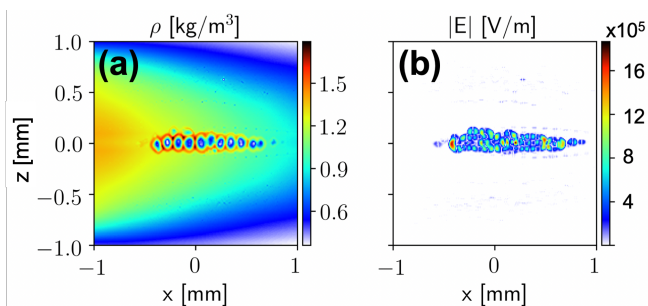 ρ [kg/m³]
|E| [V/m]
x10⁵
(a)
(b)
1.0
0.5
0.0
−0.5
−1.0
z [mm]
−1 0 1
x [mm]
1.5
1.2
0.9
0.6
−1 0 1
x [mm]
16
12
8
4